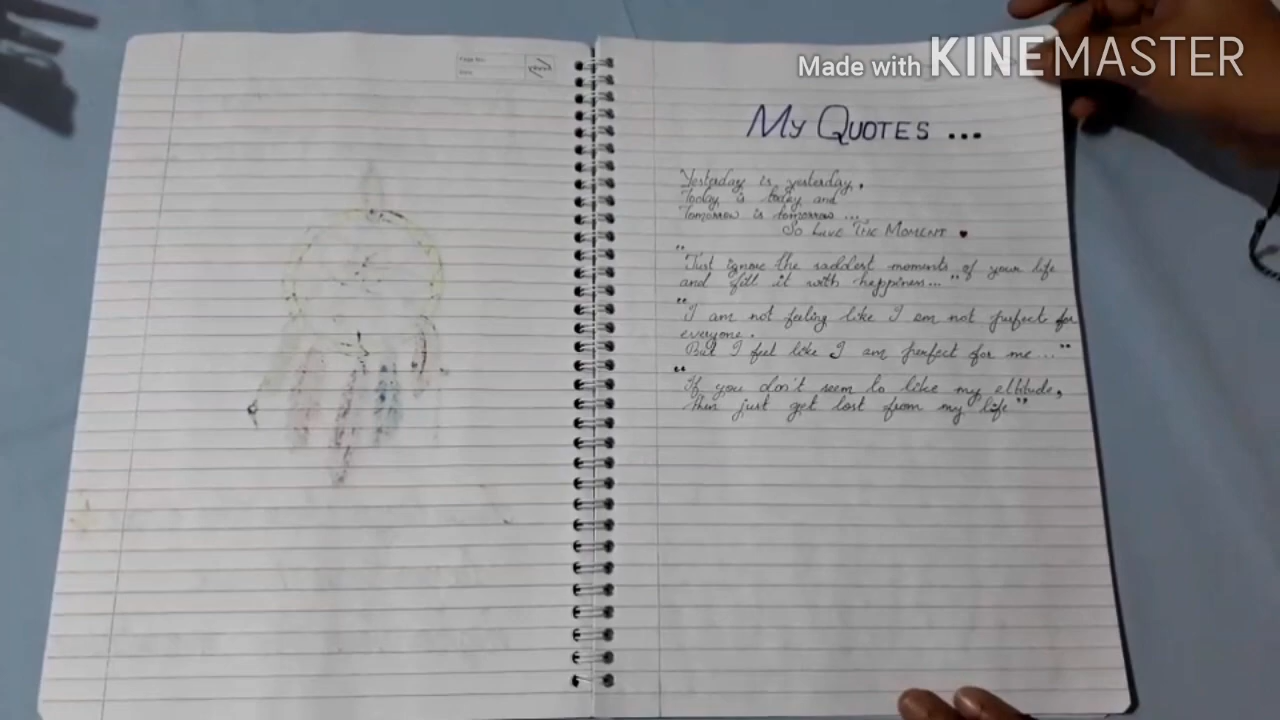 Page No.
Date
Made with KINEMASTER
My QUOTES ...
Yesterday is yesterday.
Today is today and
Tomorrow is tomorrow ...
So LIVE THE MOMENT
"Just ignore the saddest moments of your life
and fill it with happiness..."
"I am not feeling like I am not perfect for
everyone.
But I feel like I am perfect for me..."
"If you don't seem to like my attitude,
then just get lost from my life"